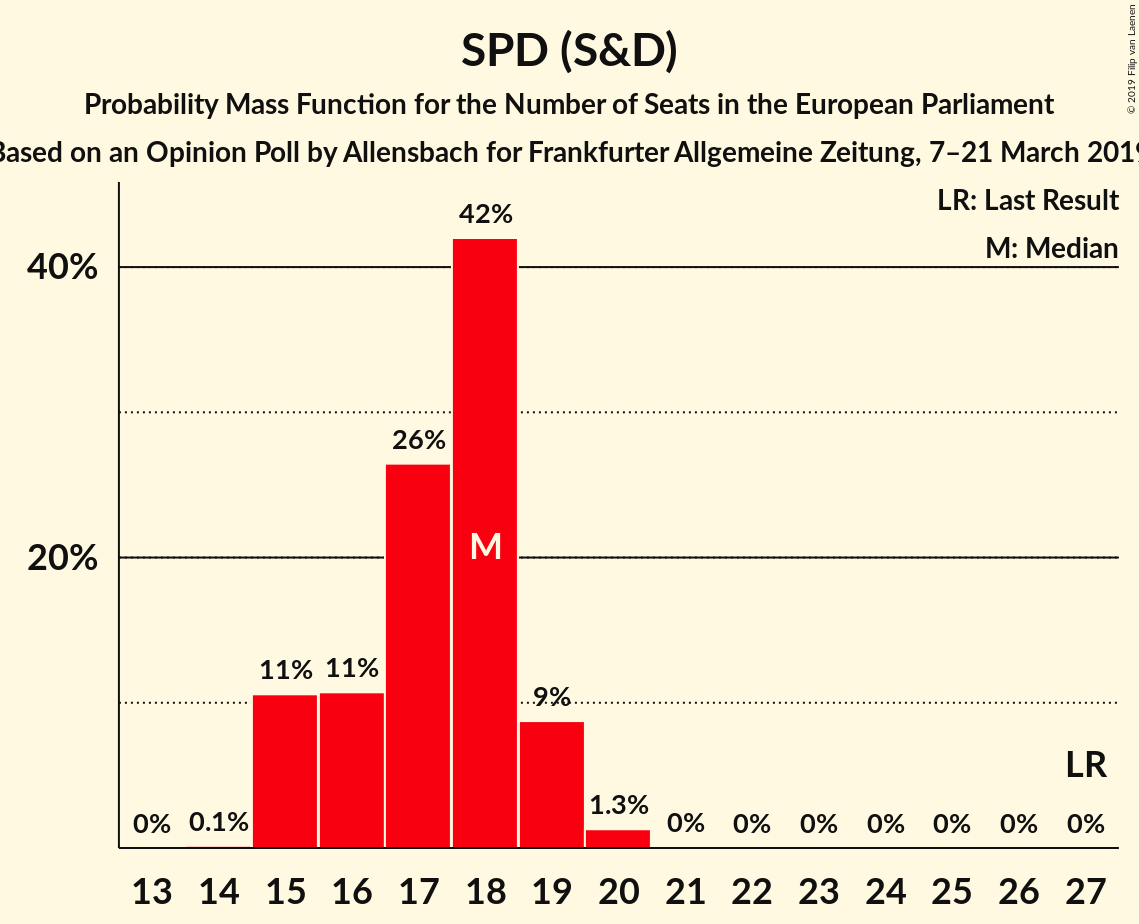 SPD (S&D)
Probability Mass Function for the Number of Seats in the European Parliament
Based on an Opinion Poll by Allensbach for Frankfurter Allgemeine Zeitung, 7–21 March 2019
© 2019 Filip van Laenen
LR: Last Result
M: Median
40%
20%
42%
26%
M
11%
11%
9%
LR
0%
0.1%
1.3%
0%
0%
0%
0%
0%
0%
0%
13 14 15 16 17 18 19 20 21 22 23 24 25 26 27